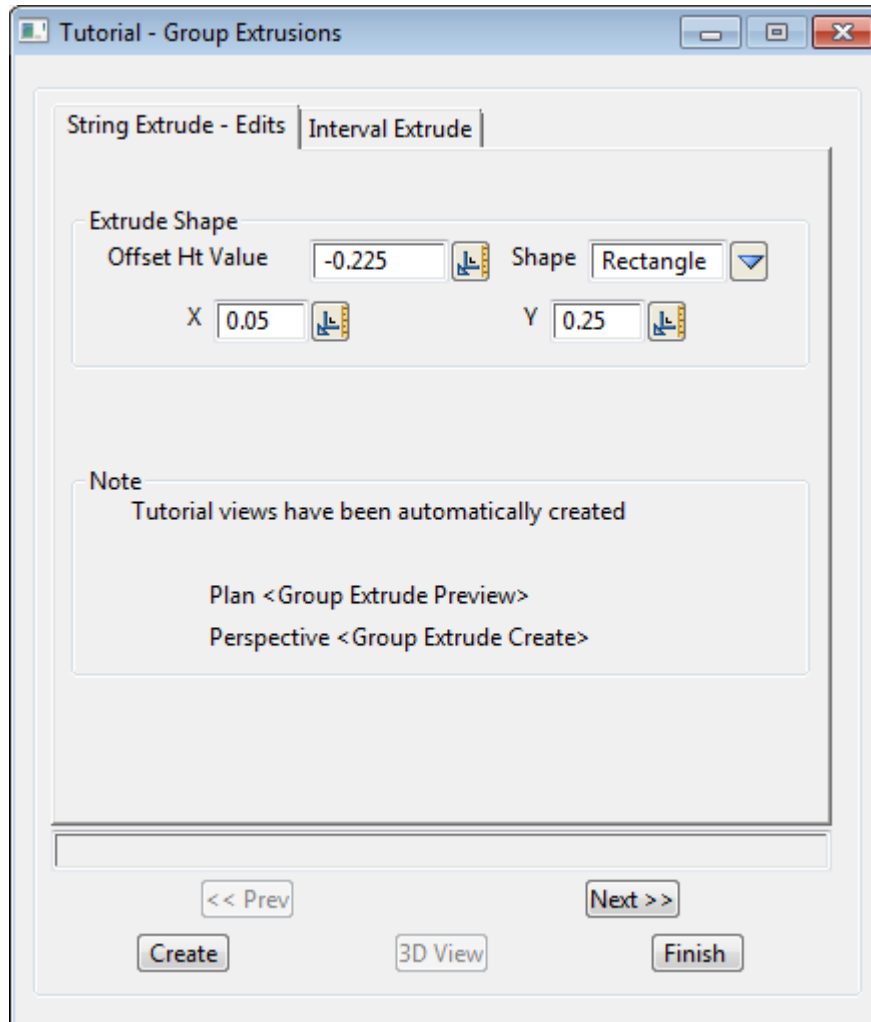 Tutorial - Group Extrusions
String Extrude - Edits Interval Extrude
Extrude Shape
Offset Ht Value -0.225 Shape Rectangle
X 0.05 Y 0.25
Note
Tutorial views have been automatically created
Plan <Group Extrude Preview>
Perspective <Group Extrude Create>
<< Prev Next >>
Create 3D View Finish